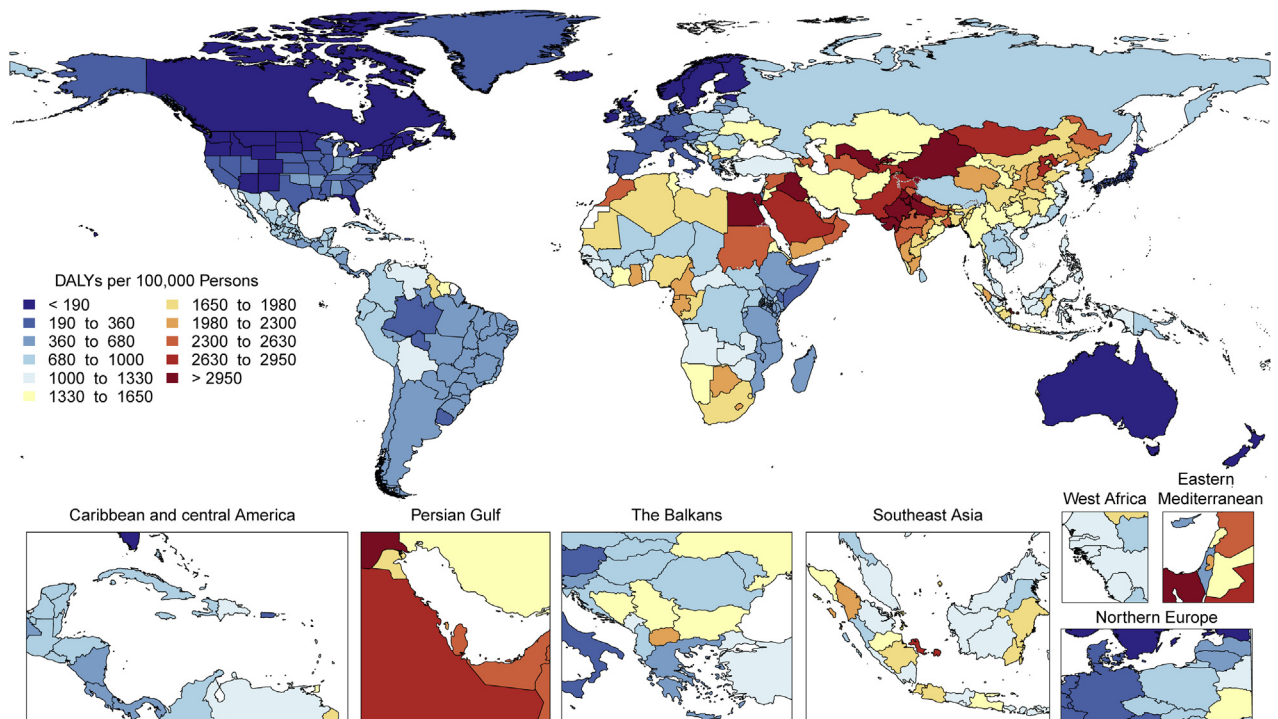 DALYs per 100,000 Persons
< 190
190 to 360
360 to 680
680 to 1000
1000 to 1330
1330 to 1650
1650 to 1980
1980 to 2300
2300 to 2630
2630 to 2950
> 2950
Caribbean and central America
Persian Gulf
The Balkans
Southeast Asia
West Africa
Eastern
Mediterranean
Northern Europe